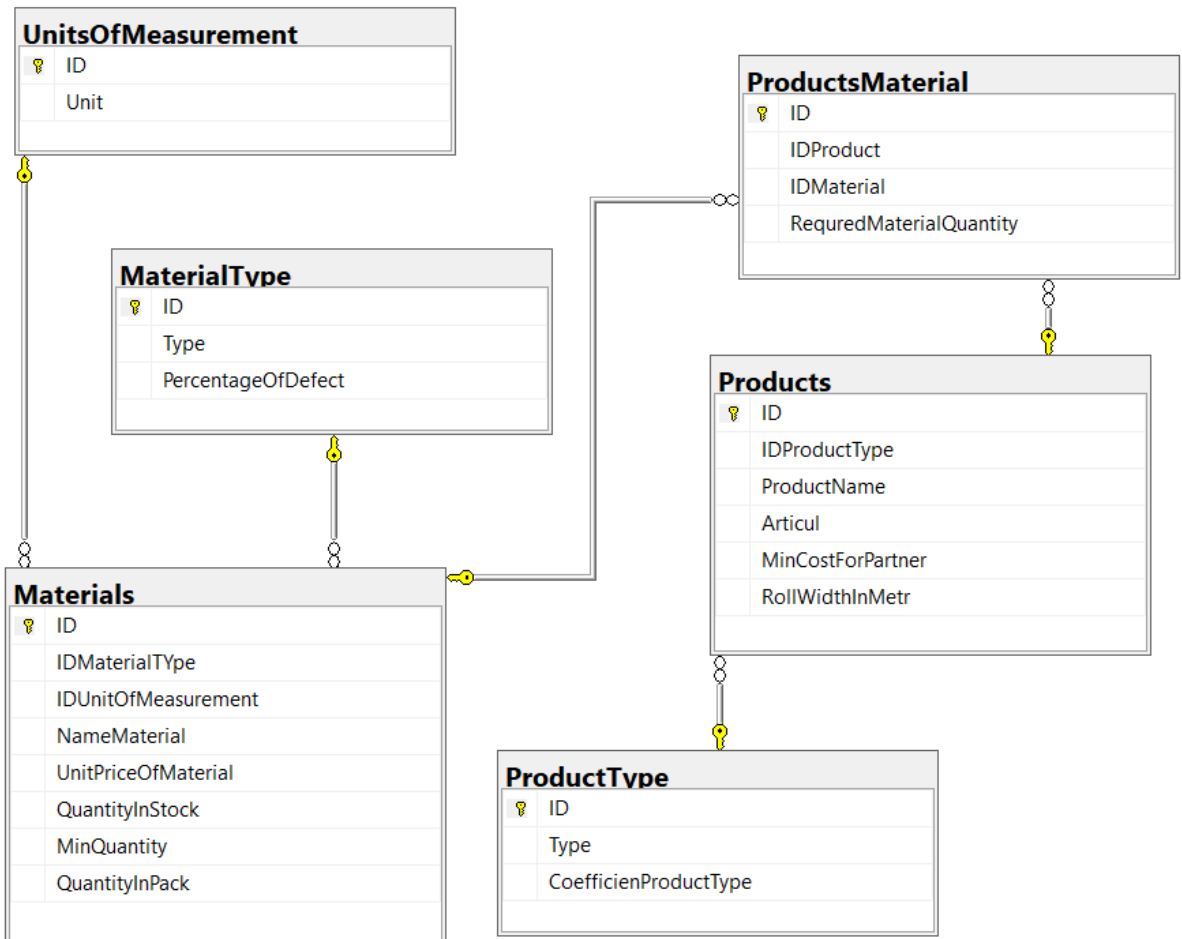 UnitsOfMeasurement
ID
Unit
MaterialType
ID
Type
PercentageOfDefect
Materials
ID
IDMaterialTYpe
IDUnitOfMeasurement
NameMaterial
UnitPriceOfMaterial
QuantityInStock
MinQuantity
QuantityInPack
ProductsMaterial
ID
IDProduct
IDMaterial
RequredMaterialQuantity
Products
ID
IDProductType
ProductName
Articul
MinCostForPartner
RollWidthInMetr
ProductType
ID
Type
CoefficienProductType